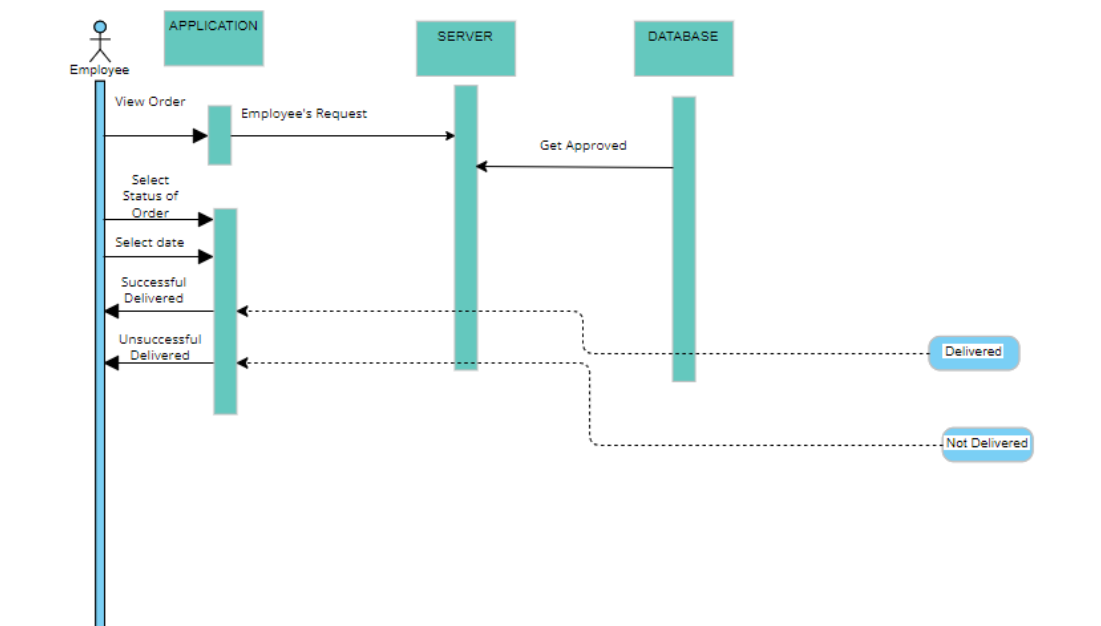 APPLICATION
SERVER
DATABASE
Employee
View Order
Employee's Request
Get Approved
Select
Status of
Order
Select date
Successful
Delivered
Unsuccessful
Delivered
Delivered
Not Delivered